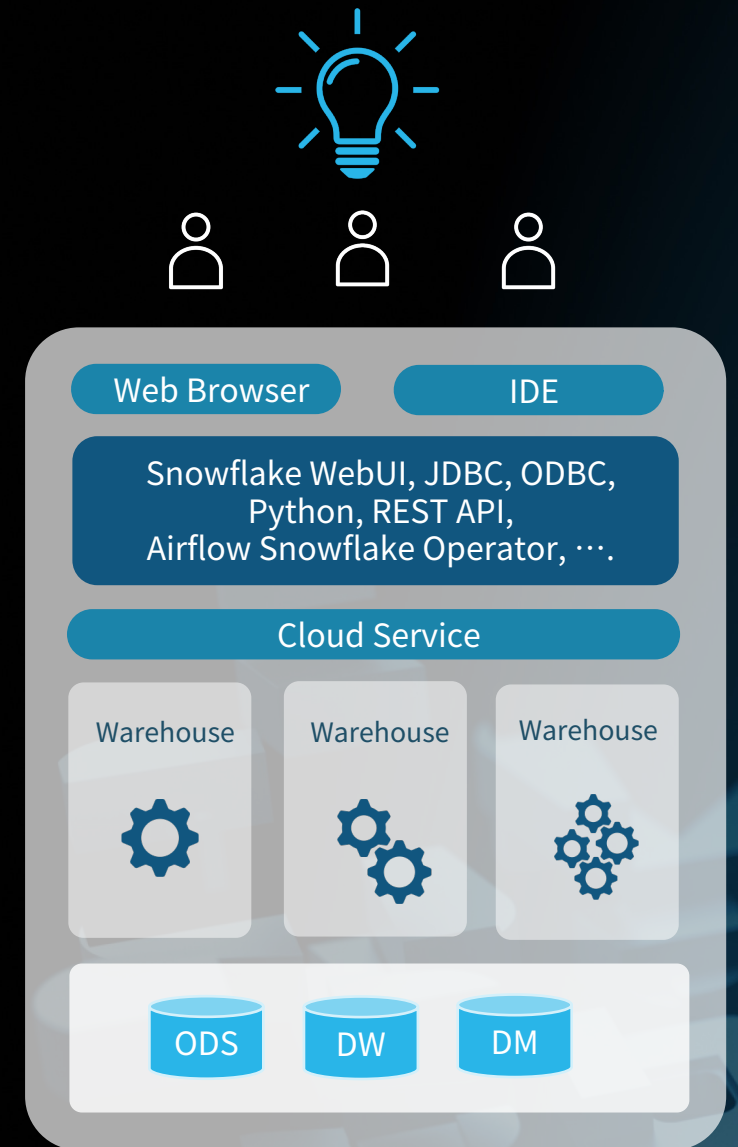 Web Browser
IDE
Snowflake WebUI, JDBC, ODBC,
Python, REST API,
Airflow Snowflake Operator, ….
Cloud Service
Warehouse
Warehouse
Warehouse
ODS
DW
DM